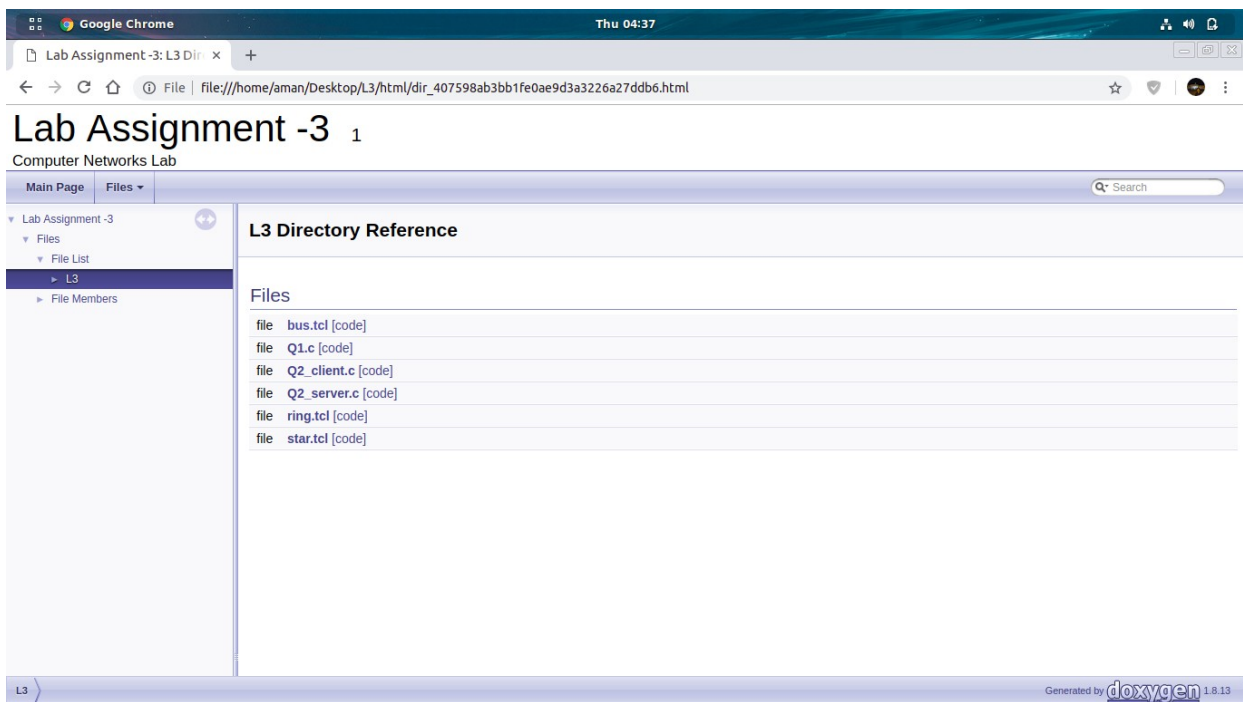 Google Chrome Thu 04:37
Lab Assignment -3: L3 Dir
File file:///home/aman/Desktop/L3/html/dir_407598ab3bb1fe0ae9d3a3226a27ddb6.html
Lab Assignment -3 1
Computer Networks Lab
Main Page Files Search
Lab Assignment -3
Files
File List
L3
File Members
L3 Directory Reference
Files
file bus.tcl [code]
file Q1.c [code]
file Q2_client.c [code]
file Q2_server.c [code]
file ring.tcl [code]
file star.tcl [code]
L3 Generated by doxygen 1.8.13